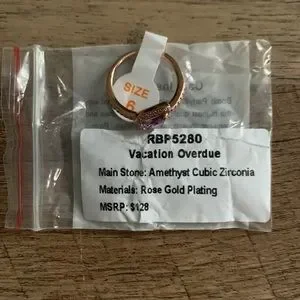 SIZE
6
RBP5280
Vacation Overdue
Main Stone: Amethyst Cubic Zirconia
Materials: Rose Gold Plating
MSRP: $128